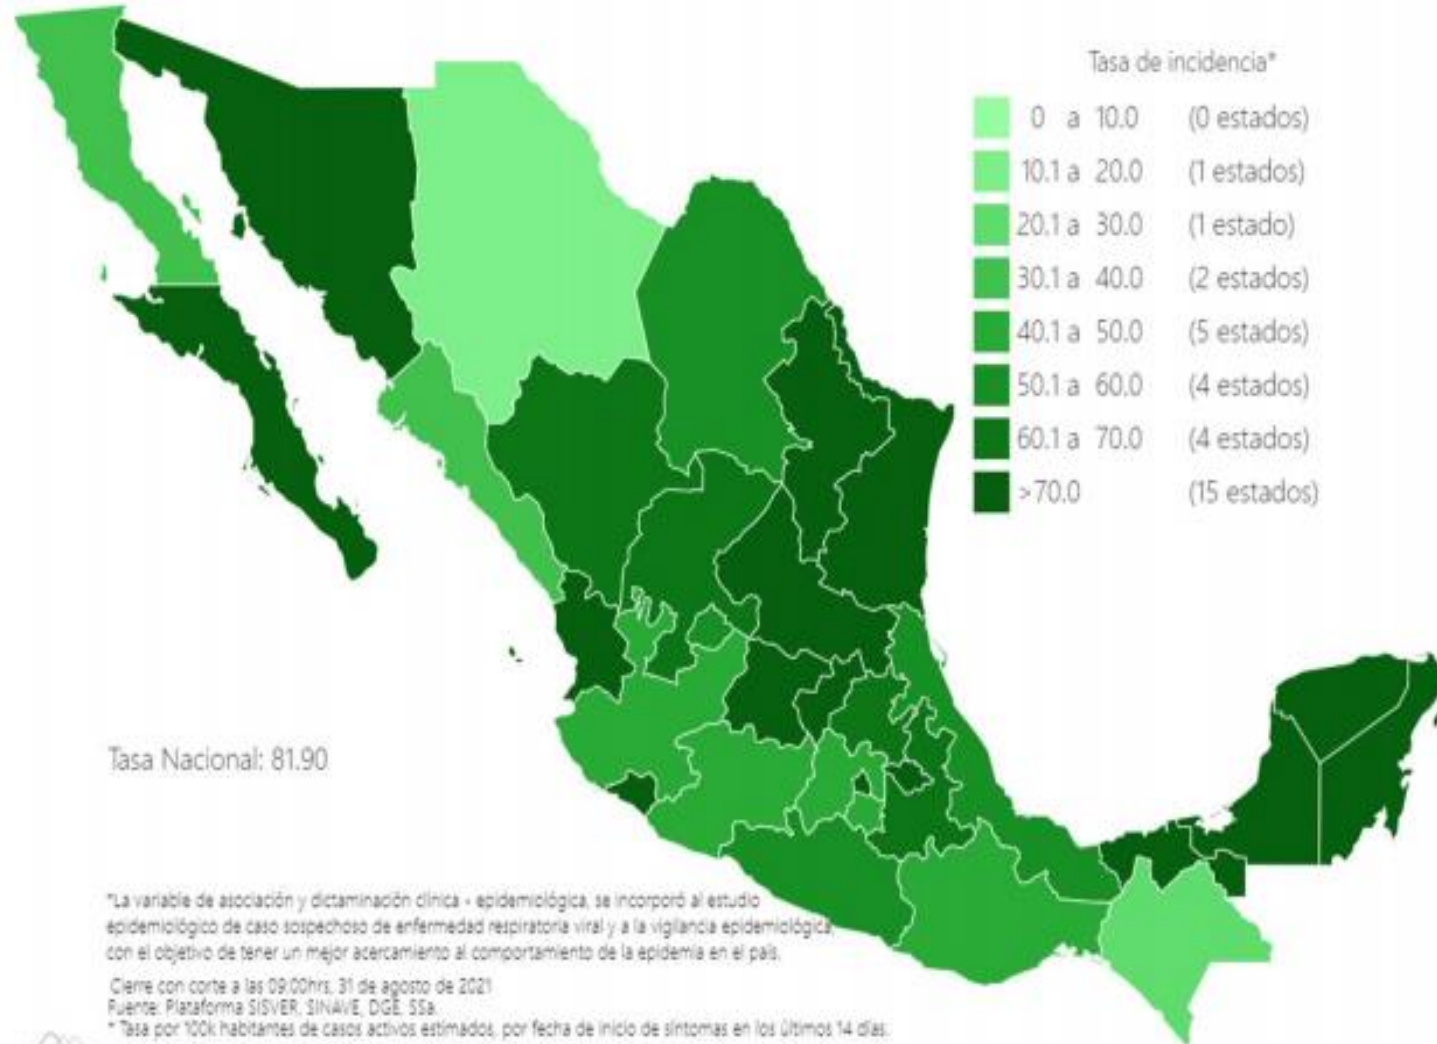 Tasa de incidencia*
0 a 10.0 (0 estados)
10.1 a 20.0 (1 estados)
20.1 a 30.0 (1 estado)
30.1 a 40.0 (2 estados)
40.1 a 50.0 (5 estados)
50.1 a 60.0 (4 estados)
60.1 a 70.0 (4 estados)
>70.0 (15 estados)
Tasa Nacional: 81.90
*La variable de asociación y dictaminación clínica - epidemiológica, se incorporó al estudio
epidemiológico de caso sospechoso de enfermedad respiratoria viral y a la vigilancia epidemiológica
con el objetivo de tener un mejor acercamiento al comportamiento de la epidemia en el país.
Cierre con corte a las 09:00hrs, 31 de agosto de 2021
Fuente: Plataforma SISVER, SINAVE, DGE, SSa.
* Tasa por 100k habitantes de casos activos estimados, por fecha de inicio de síntomas en los últimos 14 días.